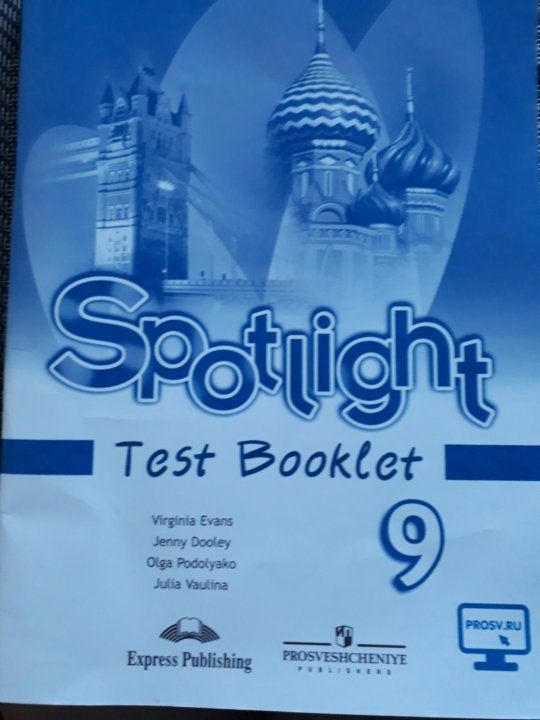 Spotlight
Test Booklet
9
Virginia Evans
Jenny Dooley
Olga Podolyako
Julia Vaulina
PROSV.RU
Express Publishing
PROSVESHCHENIYE
PUBLISHERS